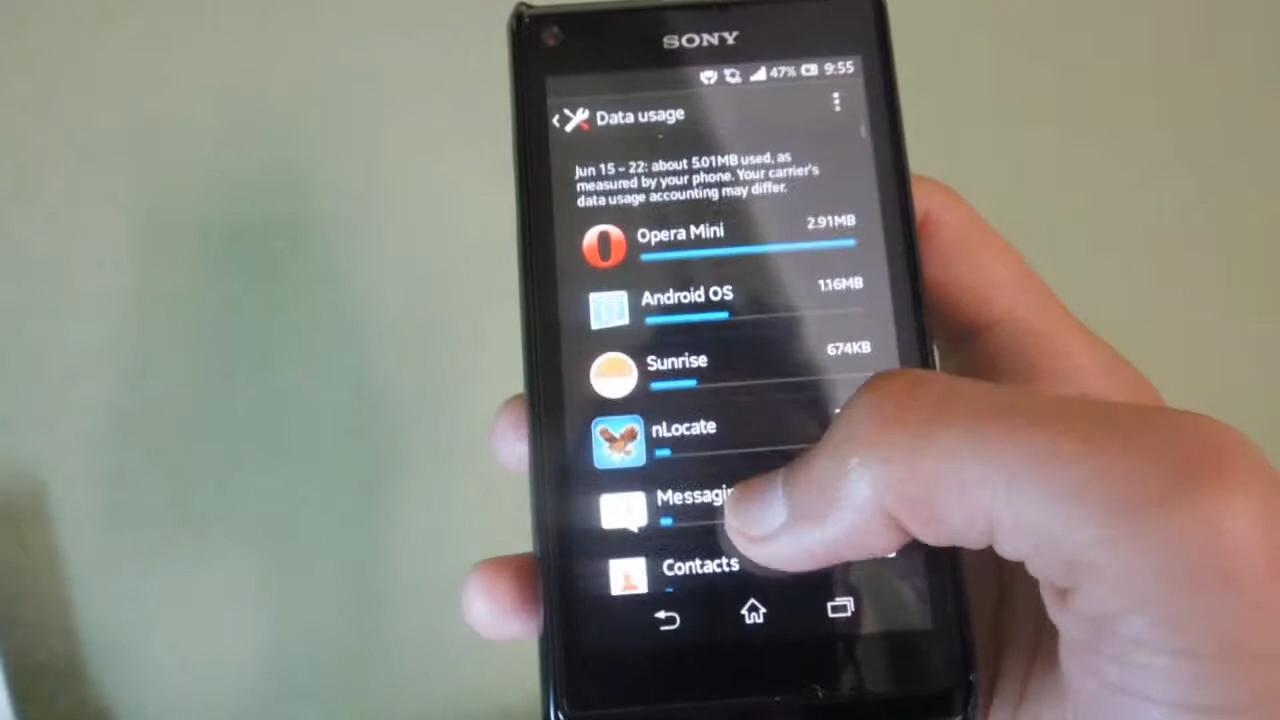 SONY
47% 9:55
Data usage
Jun 15 – 22: about 5.01MB used, as
measured by your phone. Your carrier's
data usage accounting may differ.
Opera Mini 2.91MB
Android OS 1.16MB
Sunrise 674KB
nLocate
Contacts